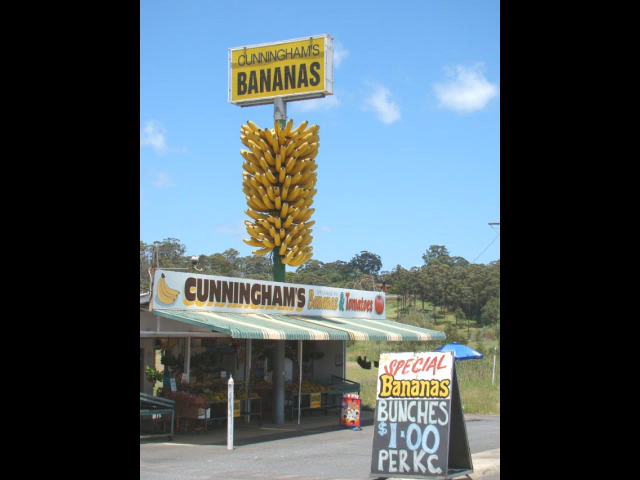 CUNNINGHAM'S
BANANAS
CUNNINGHAM'S Bananas & Tomatoes
SPECIAL
Bananas
BUNCHES
$1.00
PER KG.